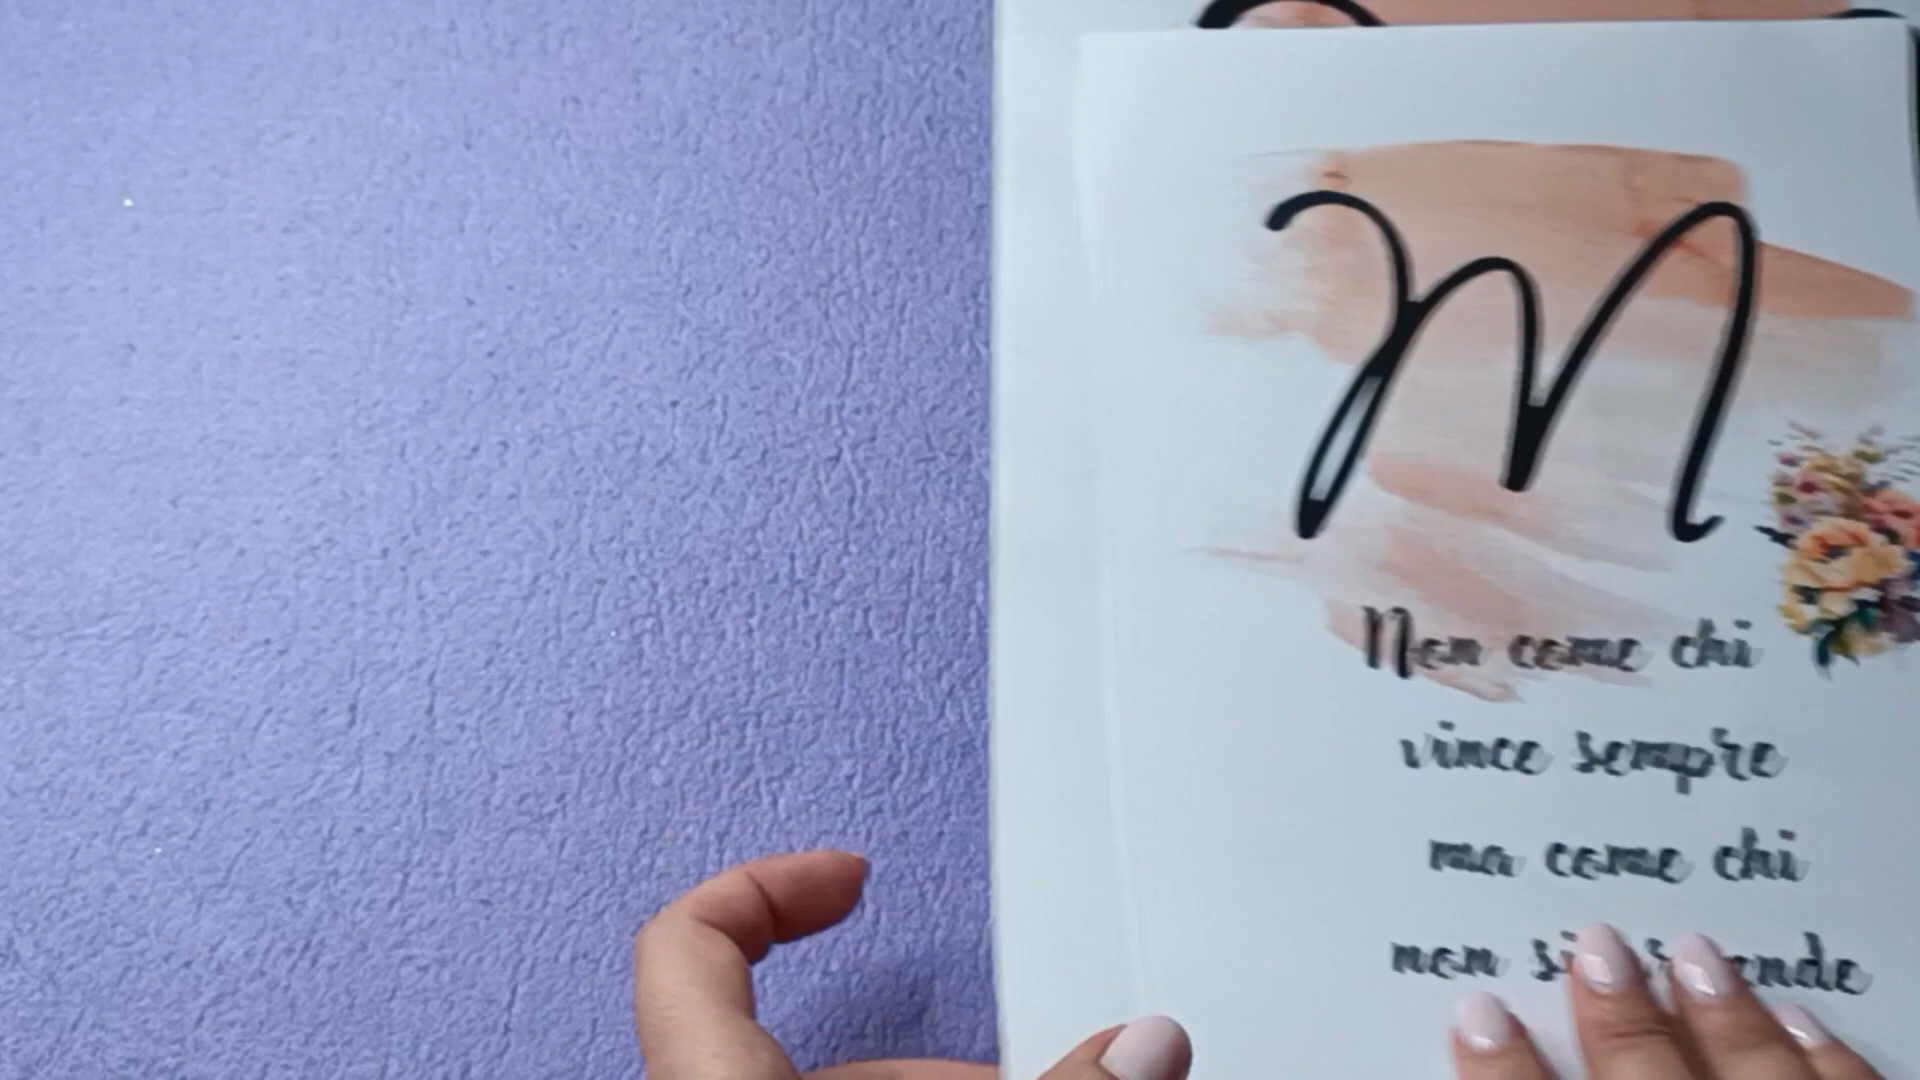 M
Non come chi
vince sempre
ma come chi
non si